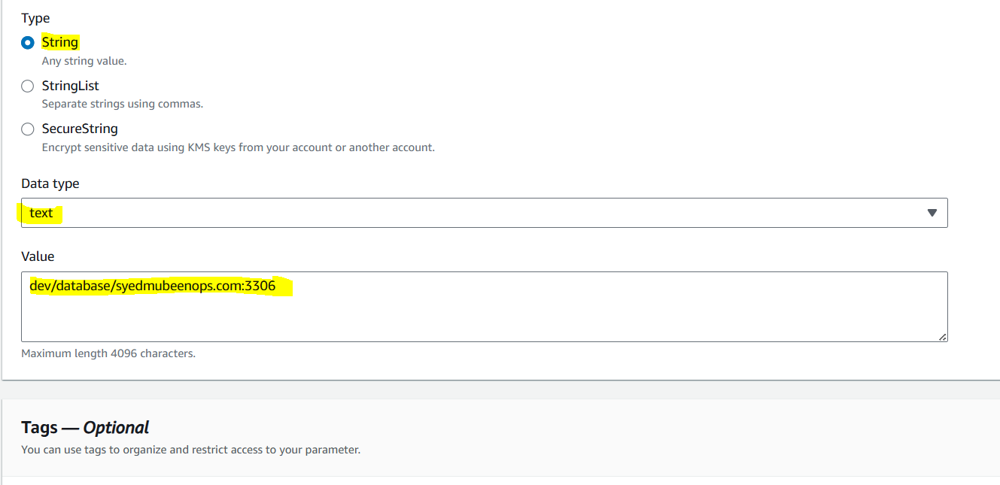 Type
String
Any string value.
StringList
Separate strings using commas.
SecureString
Encrypt sensitive data using KMS keys from your account or another account.
Data type
text
Value
dev/database/syedmubeenops.com:3306
Maximum length 4096 characters.
Tags — Optional
You can use tags to organize and restrict access to your parameter.